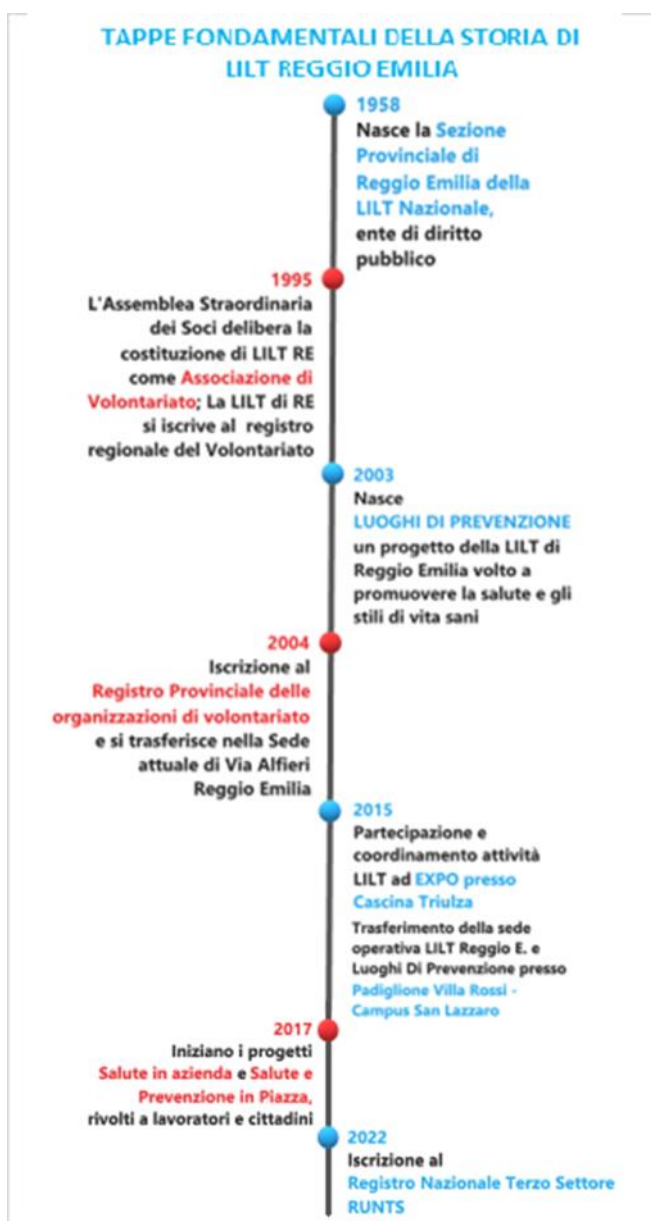 TAPPE FONDAMENTALI DELLA STORIA DI
LILT REGGIO EMILIA
1958
Nasce la Sezione
Provinciale di
Reggio Emilia della
LILT Nazionale,
ente di diritto
pubblico
1995
L'Assemblea Straordinaria
dei Soci delibera la
costituzione di LILT RE
come Associazione di
Volontariato; La LILT di RE
si iscrive al registro
regionale del Volontariato
2003
Nasce
LUOGHI DI PREVENZIONE
un progetto della LILT di
Reggio Emilia volto a
promuovere la salute e gli
stili di vita sani
2004
Iscrizione al
Registro Provinciale delle
organizzazioni di volontariato
e si trasferisce nella Sede
attuale di Via Alfieri
Reggio Emilia
2015
Partecipazione e
coordinamento attività
LILT ad EXPO presso
Cascina Triulza
Trasferimento della sede
operativa LILT Reggio E. e
Luoghi Di Prevenzione presso
Padiglione Villa Rossi -
Campus San Lazzaro
2017
Iniziano i progetti
Salute in azienda e Salute e
Prevenzione in Piazza,
rivolti a lavoratori e cittadini
2022
Iscrizione al
Registro Nazionale Terzo Settore
RUNTS